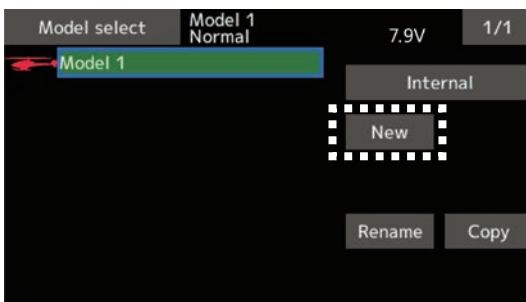 Model select
Model 1
Normal
7.9V
1/1
Model 1
Internal
New
Rename
Copy